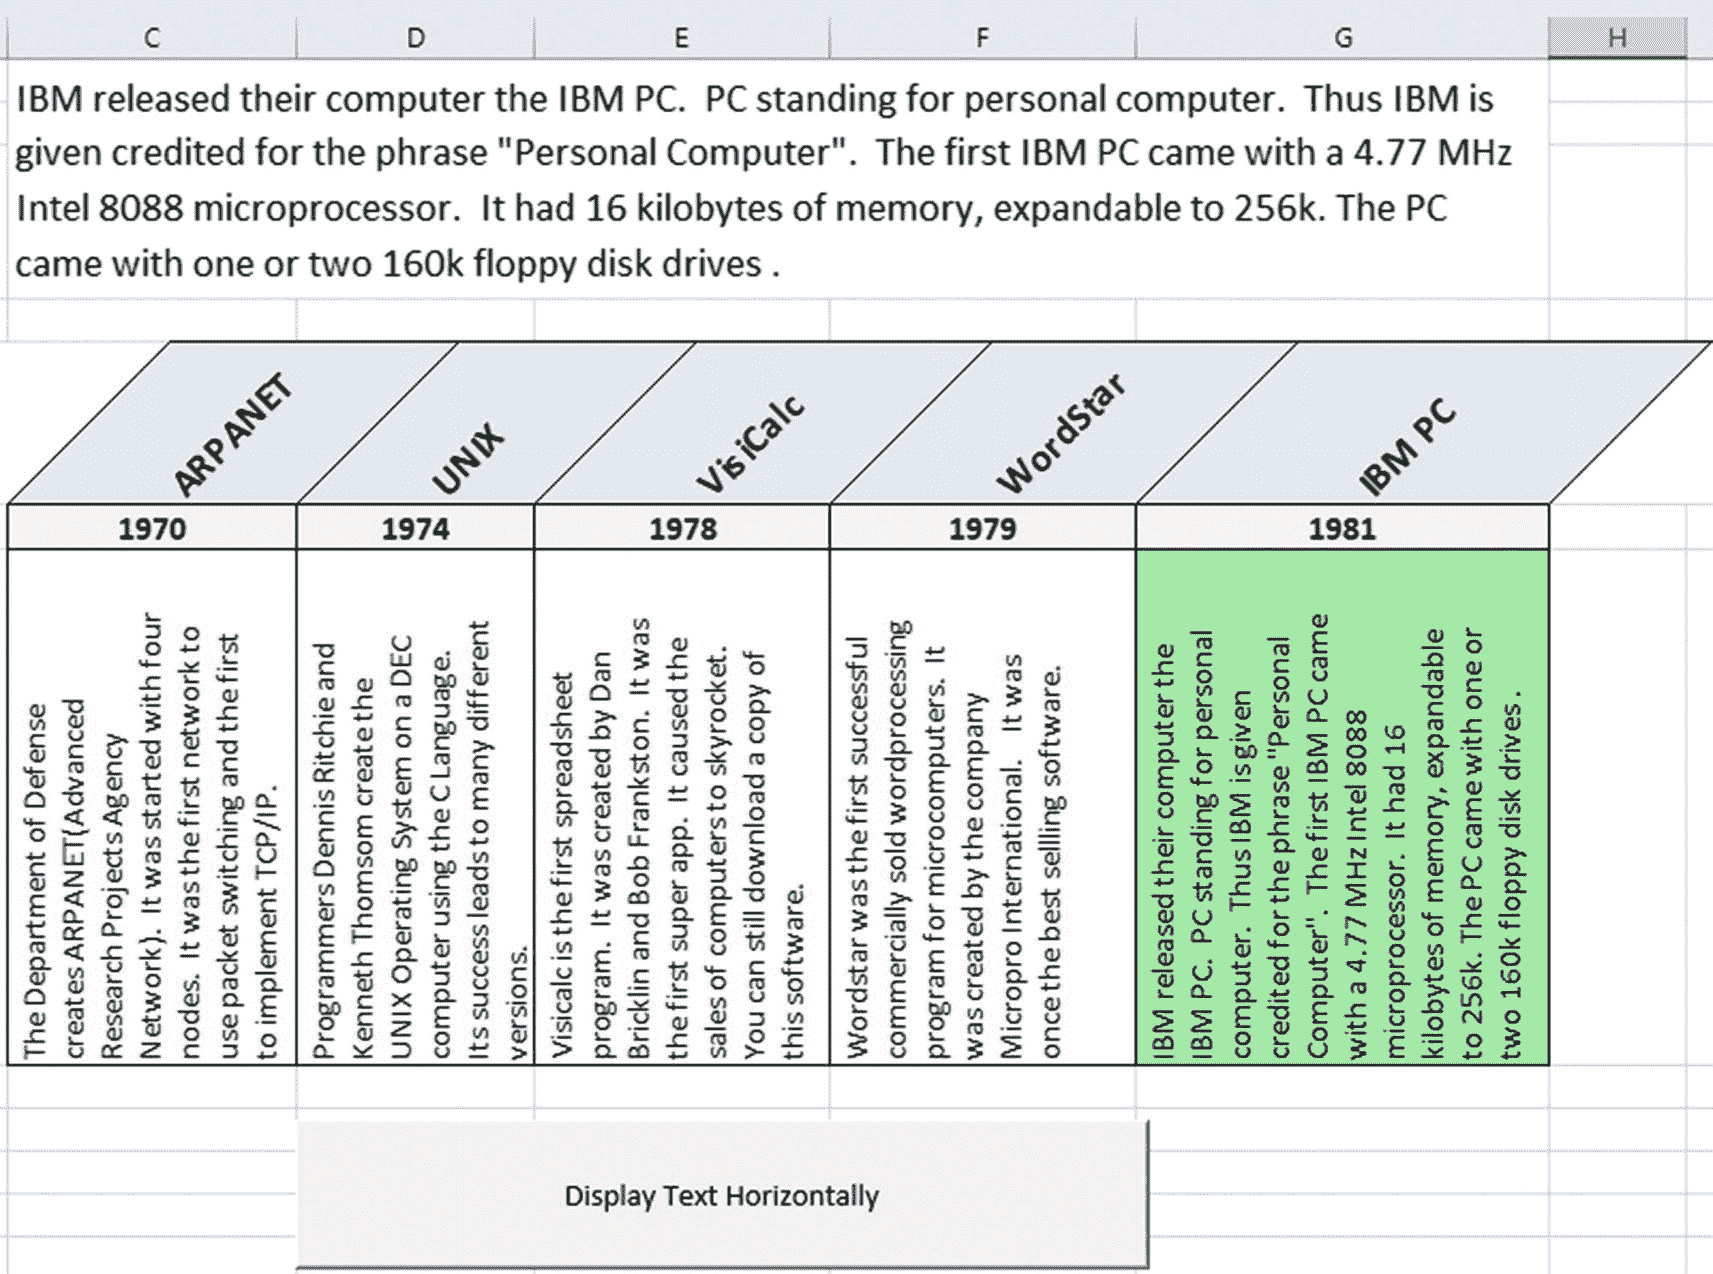 C D E F G H
IBM released their computer the IBM PC.  PC standing for personal computer.  Thus IBM is
given credited for the phrase "Personal Computer".  The first IBM PC came with a 4.77 MHz
Intel 8088 microprocessor.  It had 16 kilobytes of memory, expandable to 256k. The PC
came with one or two 160k floppy disk drives .
ARPANET UNIX VisiCalc WordStar IBM PC
1970 1974 1978 1979 1981
The Department of Defense
creates ARPANET(Advanced
Research Projects Agency
Network).  It was started with four
nodes.  It was the first network to
use packet switching and the first
to implement TCP/IP.
Programmers Dennis Ritchie and
Kenneth Thomsom create the
UNIX Operating System on a DEC
computer using the C Language.
Its success leads to many different
versions.
Visicalc is the first spreadsheet
program.  It was created by Dan
Bricklin and Bob Frankston.  It was
the first super app.  It caused the
sales of computers to skyrocket.
You can still download a copy of
this software.
Wordstar was the first successful
commercially sold wordprocessing
program for microcomputers.  It
was created by the company
Micropro International.   It was
once the best selling software.
IBM released their computer the
IBM PC.  PC standing for personal
computer.  Thus IBM is given
credited for the phrase "Personal
Computer".  The first IBM PC came
with a 4.77 MHz Intel 8088
microprocessor.  It had 16
kilobytes of memory, expandable
to 256k. The PC came with one or
two 160k floppy disk drives .
Display Text Horizontally